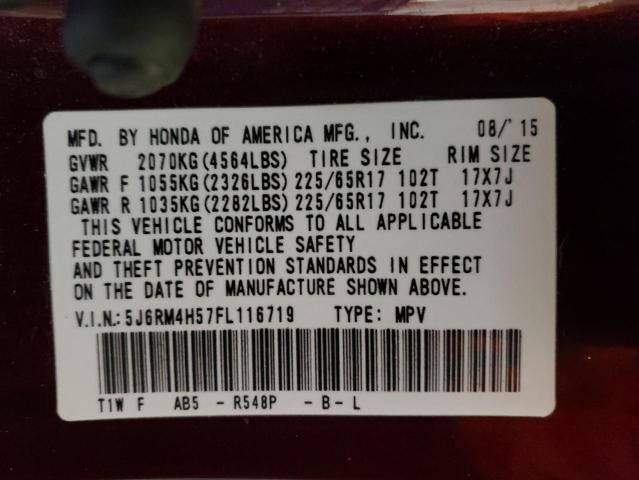 MFD. BY HONDA OF AMERICA MFG., INC. 08/'15
GVWR 2070KG(4564LBS) TIRE SIZE RIM SIZE
GAWR F 1055KG(2326LBS) 225/65R17 102T 17X7J
GAWR R 1035KG(2282LBS) 225/65R17 102T 17X7J
THIS VEHICLE CONFORMS TO ALL APPLICABLE
FEDERAL MOTOR VEHICLE SAFETY
AND THEFT PREVENTION STANDARDS IN EFFECT
ON THE DATE OF MANUFACTURE SHOWN ABOVE.
V.I.N.:5J6RM4H57FL116719 TYPE: MPV
T1W F AB5 - R548P - B - L